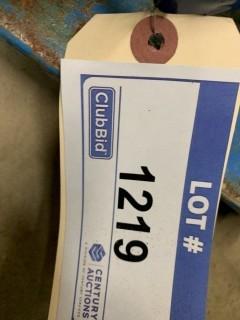 ClubBid
LOT #
1219
CENTURY
AUCTIONS